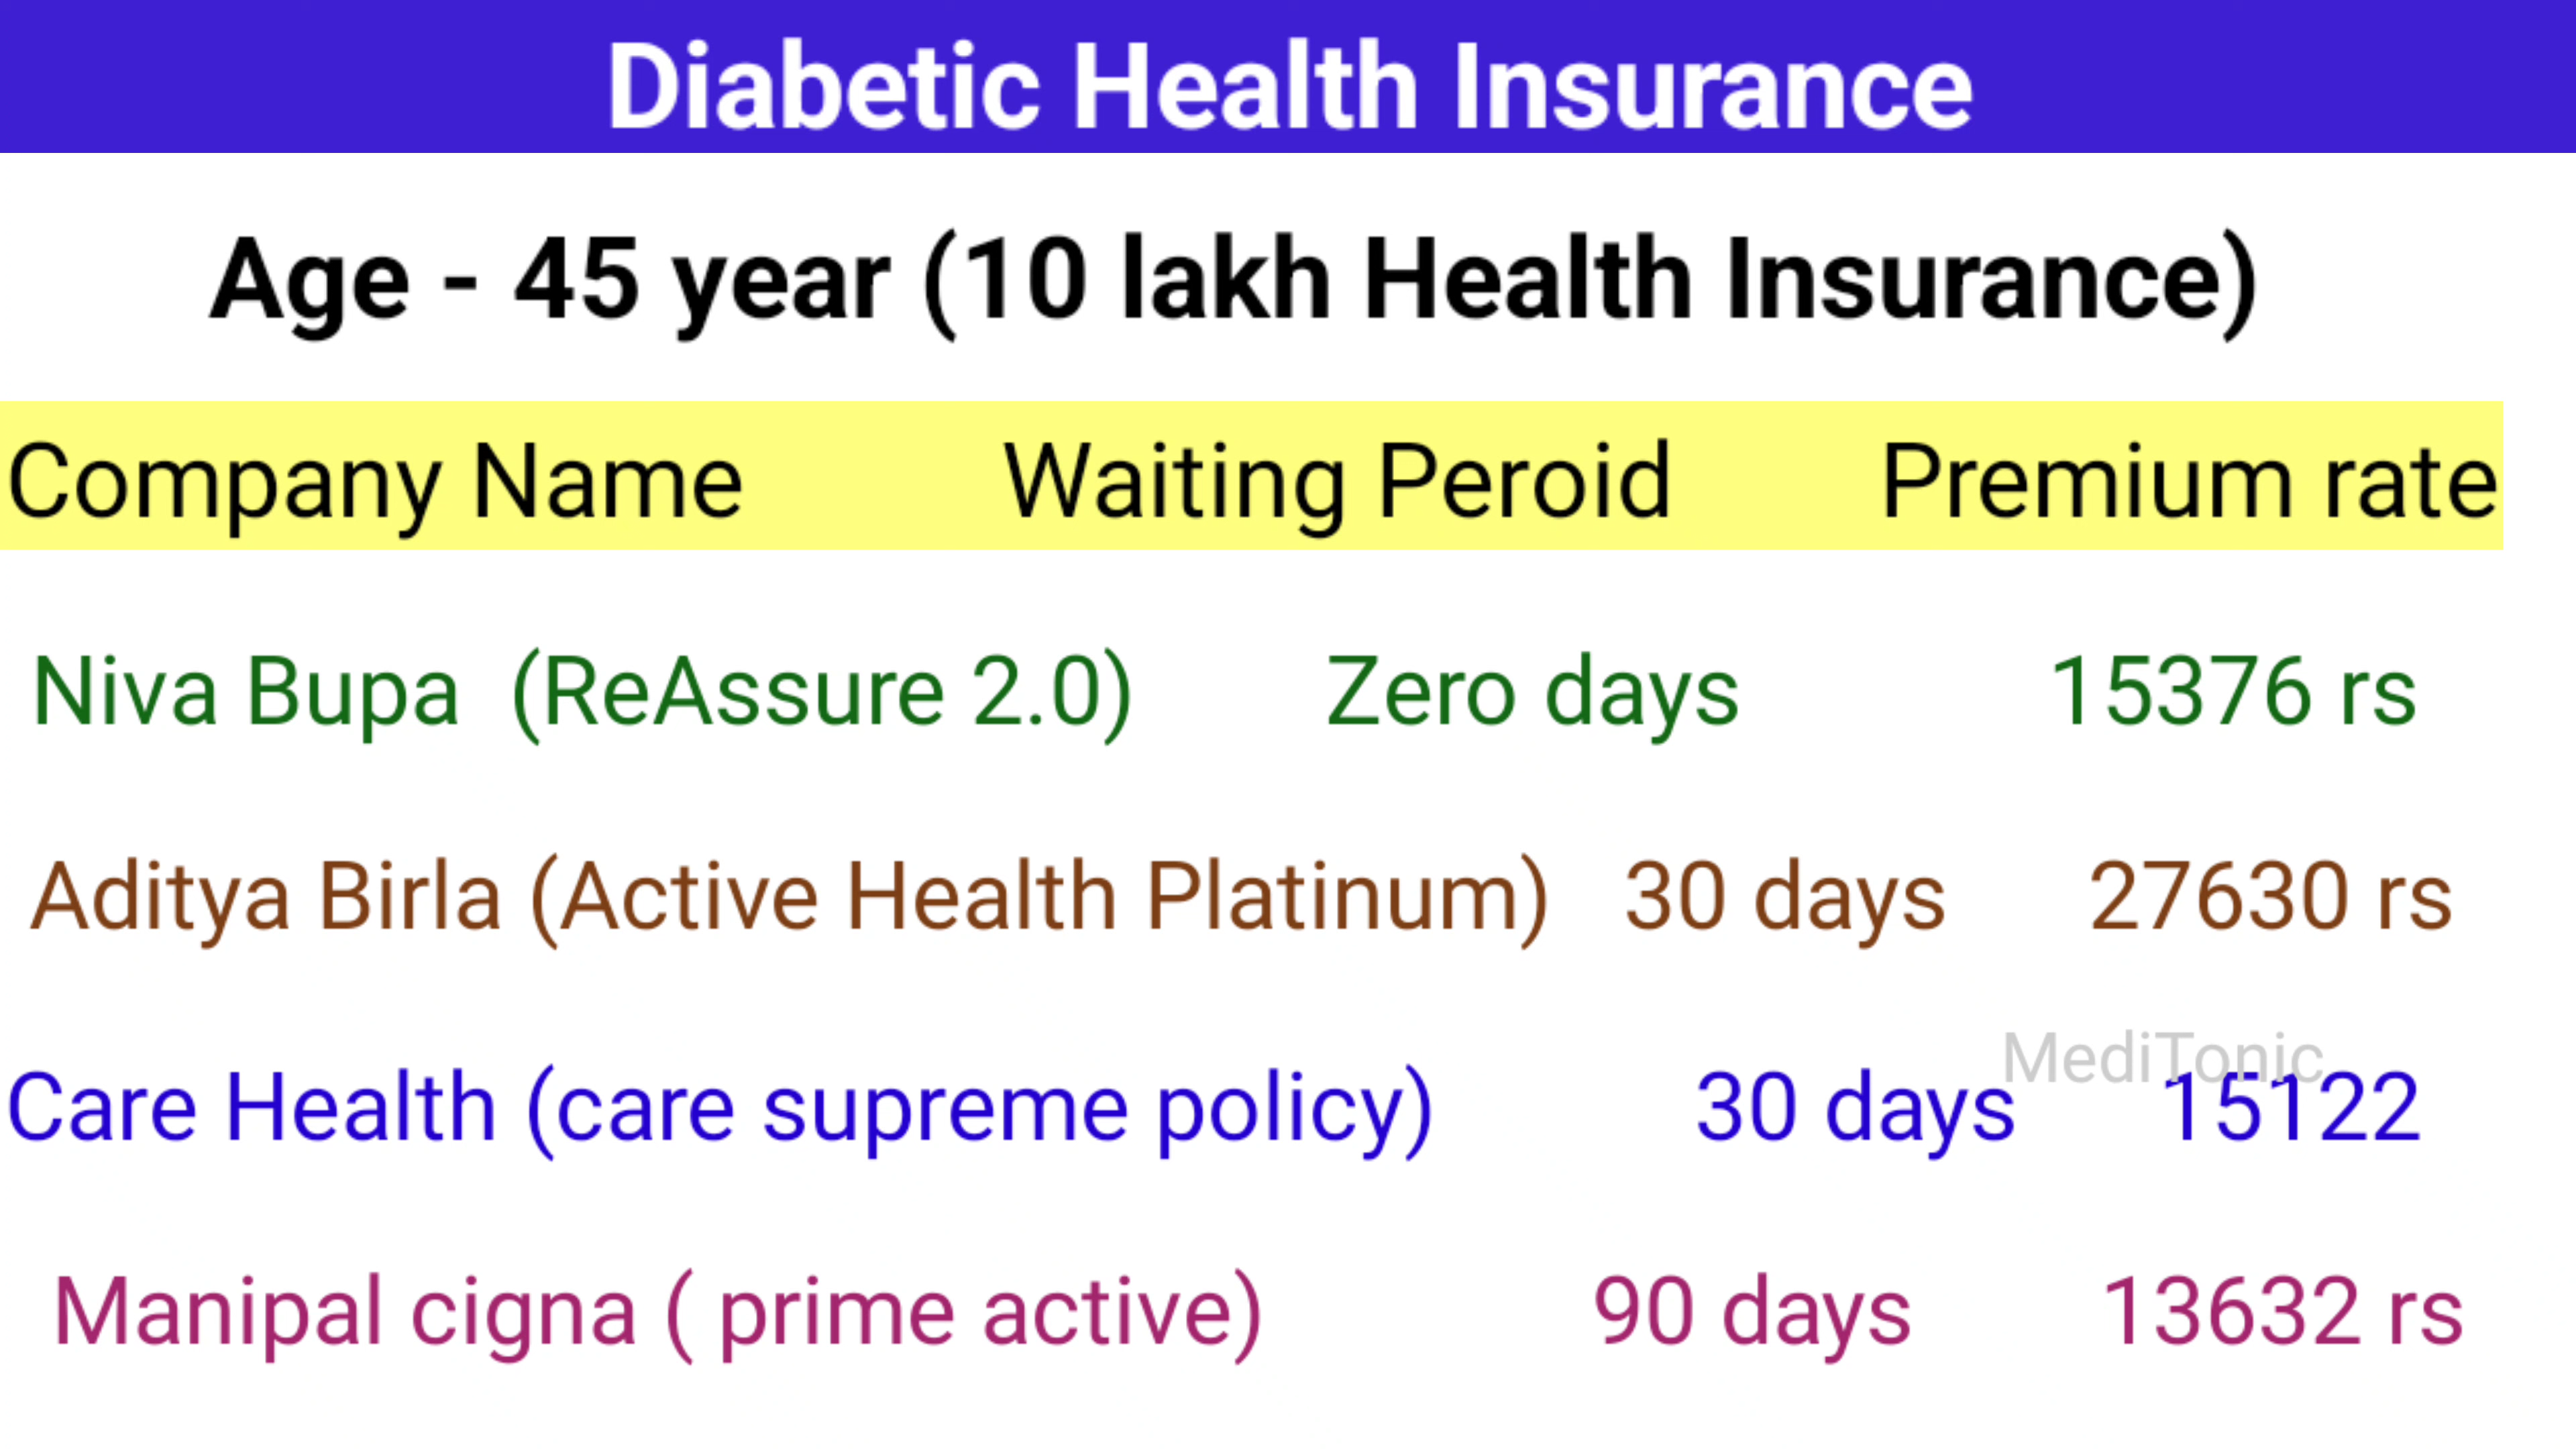 Diabetic Health Insurance
Age - 45 year (10 lakh Health Insurance)
Company Name Waiting Peroid Premium rate
Niva Bupa (ReAssure 2.0) Zero days 15376 rs
Aditya Birla (Active Health Platinum) 30 days 27630 rs
MediTonic
Care Health (care supreme policy) 30 days 15122
Manipal cigna ( prime active) 90 days 13632 rs